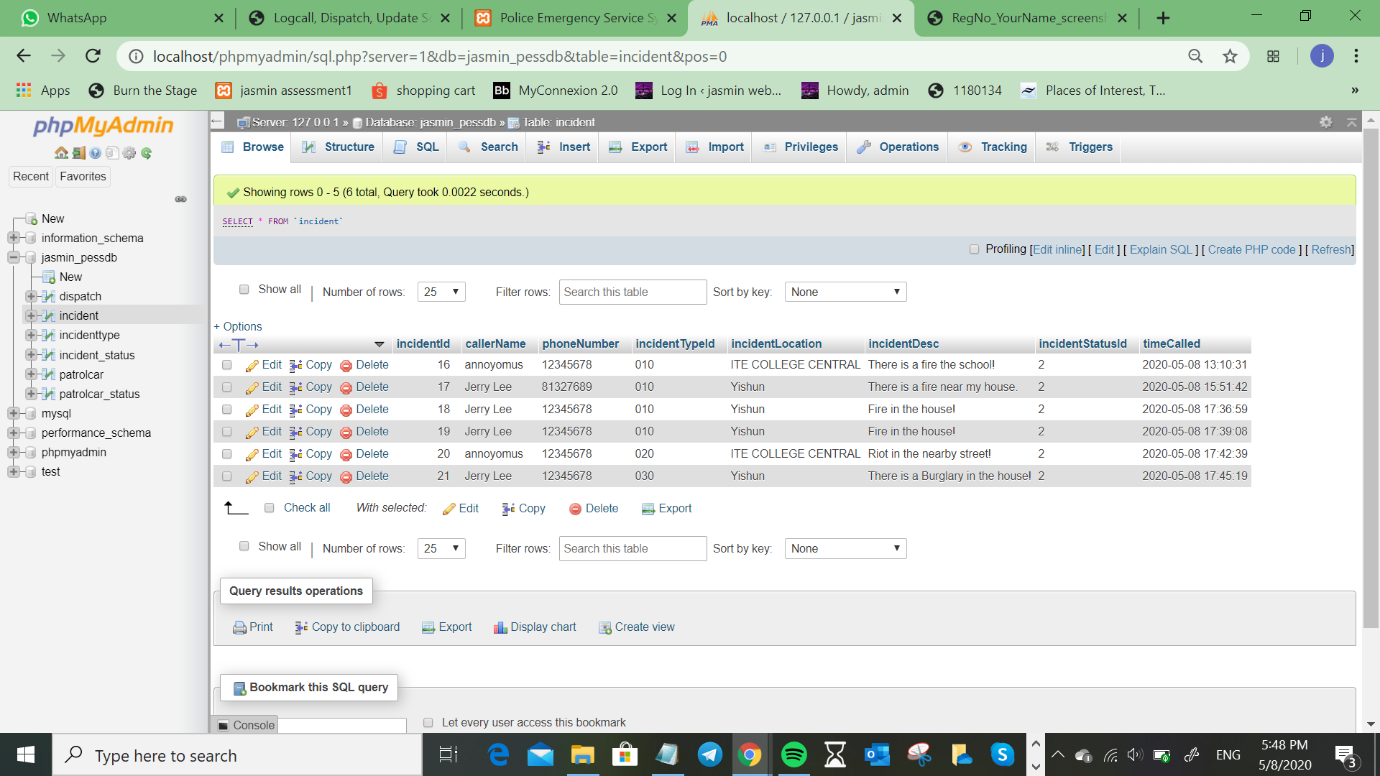 WhatsApp
Logcall, Dispatch, Update S
Police Emergency Service Sy
localhost / 127.0.0.1 / jasmi
RegNo_YourName_screensh
localhost/phpmyadmin/sql.php?server=1&db=jasmin_pessdb&table=incident&pos=0
j
Apps Burn the Stage jasmin assessment1 shopping cart Bb MyConnexion 2.0 Log In ‹ jasmin web... Howdy, admin 1180134 Places of Interest, T... »
phpMyAdmin
Recent Favorites
New
information_schema
jasmin_pessdb
New
dispatch
incident
incidenttype
incident_status
patrolcar
patrolcar_status
mysql
performance_schema
phpmyadmin
test
Server: 127.0.0.1 » Database: jasmin_pessdb » Table: incident
Browse Structure SQL Search Insert Export Import Privileges Operations Tracking Triggers
Showing rows 0 - 5 (6 total, Query took 0.0022 seconds.)
SELECT * FROM `incident`
Profiling [Edit inline] [ Edit ] [ Explain SQL ] [ Create PHP code ] [ Refresh]
Show all | Number of rows: 25 Filter rows: Search this table Sort by key: None
+ Options
←T→ incidentId callerName phoneNumber incidentTypeId incidentLocation incidentDesc incidentStatusId timeCalled
Edit Copy Delete 16 annoyomus 12345678 010 ITE COLLEGE CENTRAL There is a fire the school! 2 2020-05-08 13:10:31
Edit Copy Delete 17 Jerry Lee 81327689 010 Yishun There is a fire near my house. 2 2020-05-08 15:51:42
Edit Copy Delete 18 Jerry Lee 12345678 010 Yishun Fire in the house! 2 2020-05-08 17:36:59
Edit Copy Delete 19 Jerry Lee 12345678 010 Yishun Fire in the house! 2 2020-05-08 17:39:08
Edit Copy Delete 20 annoyomus 12345678 020 ITE COLLEGE CENTRAL Riot in the nearby street! 2 2020-05-08 17:42:39
Edit Copy Delete 21 Jerry Lee 12345678 030 Yishun There is a Burglary in the house! 2 2020-05-08 17:45:19
Check all With selected: Edit Copy Delete Export
Show all | Number of rows: 25 Filter rows: Search this table Sort by key: None
Query results operations
Print Copy to clipboard Export Display chart Create view
Bookmark this SQL query
Console
Let every user access this bookmark
Type here to search
ENG
5:48 PM
5/8/2020
3